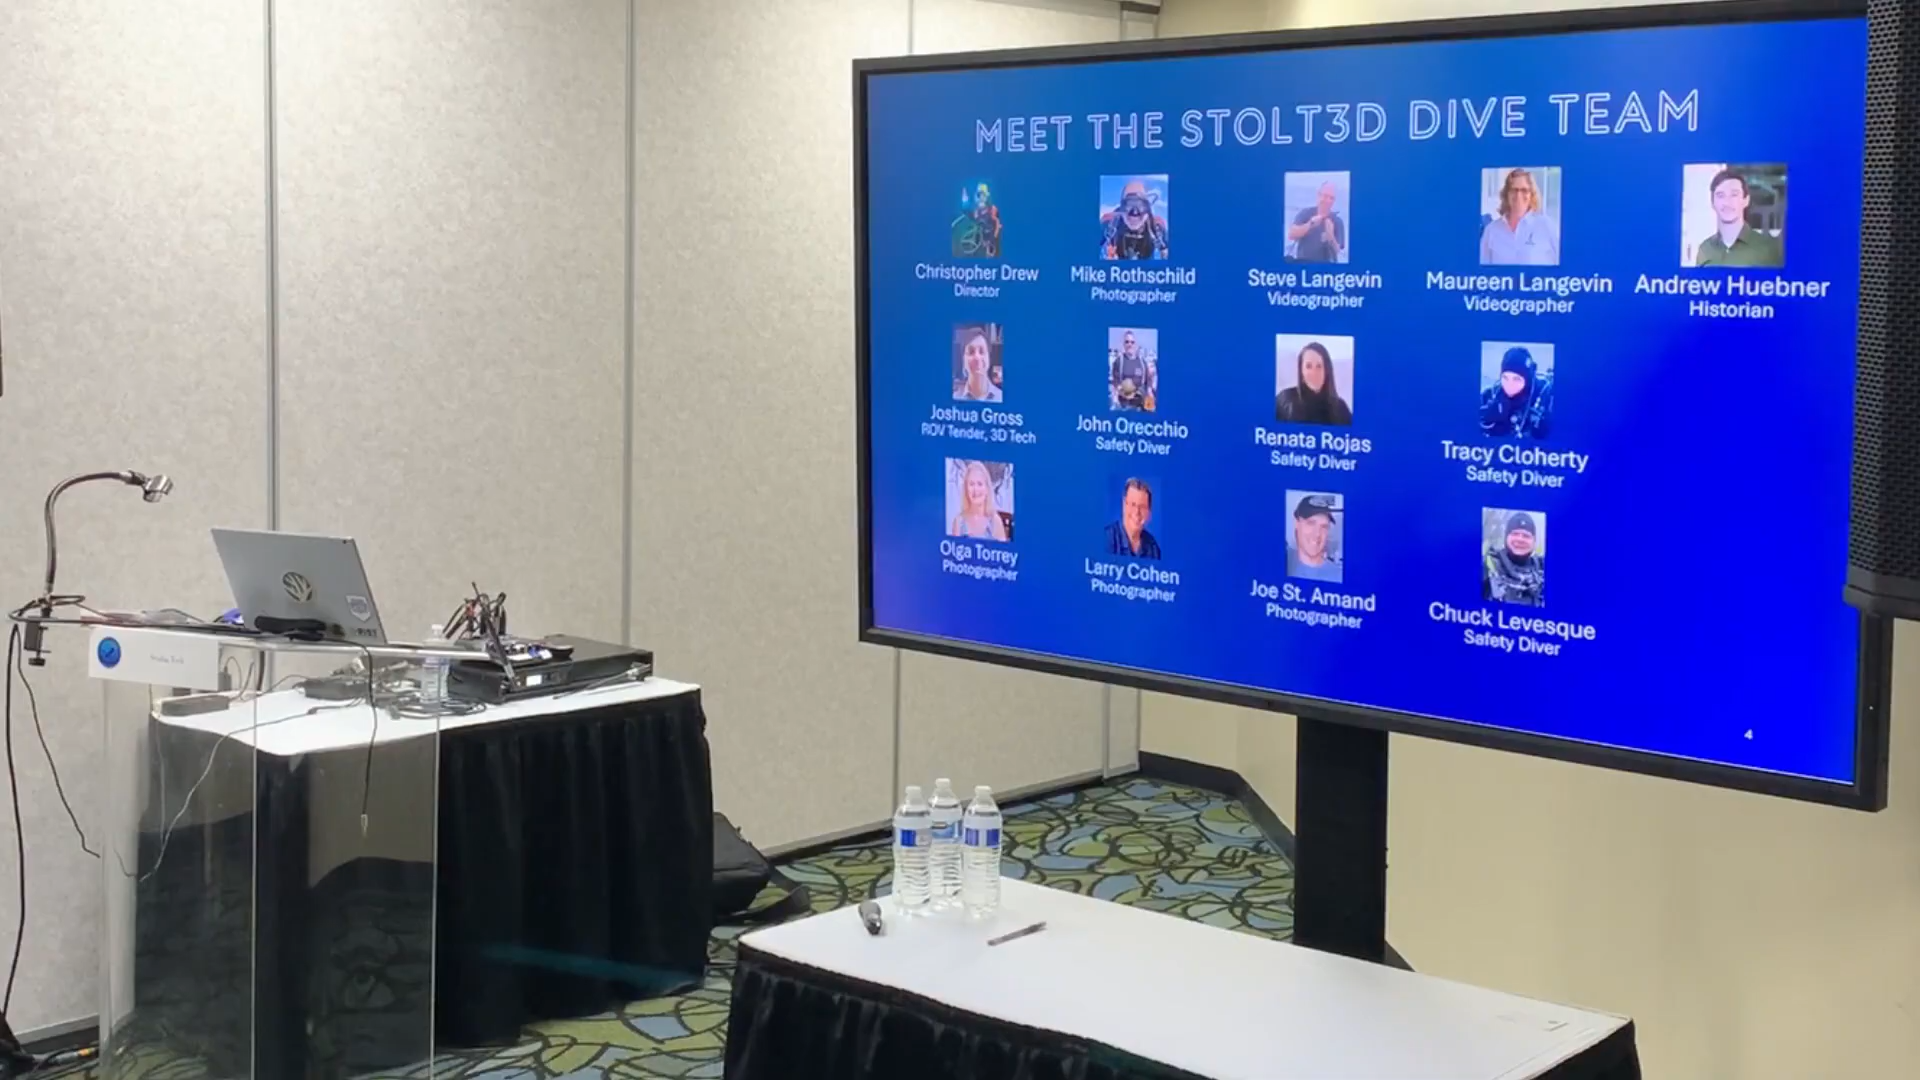 MEET THE STOLT3D DIVE TEAM
Christopher Drew
Director
Mike Rothschild
Photographer
Steve Langevin
Videographer
Maureen Langevin
Videographer
Andrew Huebner
Historian
Joshua Gross
ROV Tender, 3D Tech
John Orecchio
Safety Diver
Renata Rojas
Safety Diver
Tracy Cloherty
Safety Diver
Olga Torrey
Photographer
Larry Cohen
Photographer
Joe St. Amand
Photographer
Chuck Levesque
Safety Diver
4